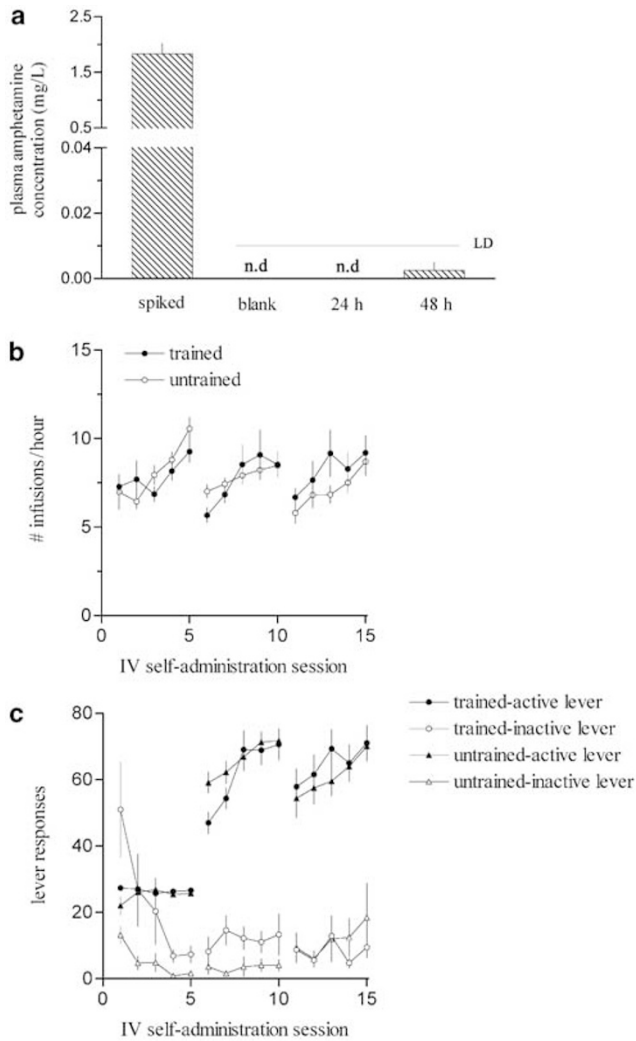 a
2.5
1.5
0.5
0.04
0.02
0.00
plasma amphetamine
concentration (mg/L)
LD
n.d
n.d
spiked
blank
24 h
48 h
b
trained
untrained
15
10
5
0
# infusions/hour
0
5
10
15
IV self-administration session
c
trained-active lever
trained-inactive lever
untrained-active lever
untrained-inactive lever
80
60
40
20
0
lever responses
0
5
10
15
IV self-administration session